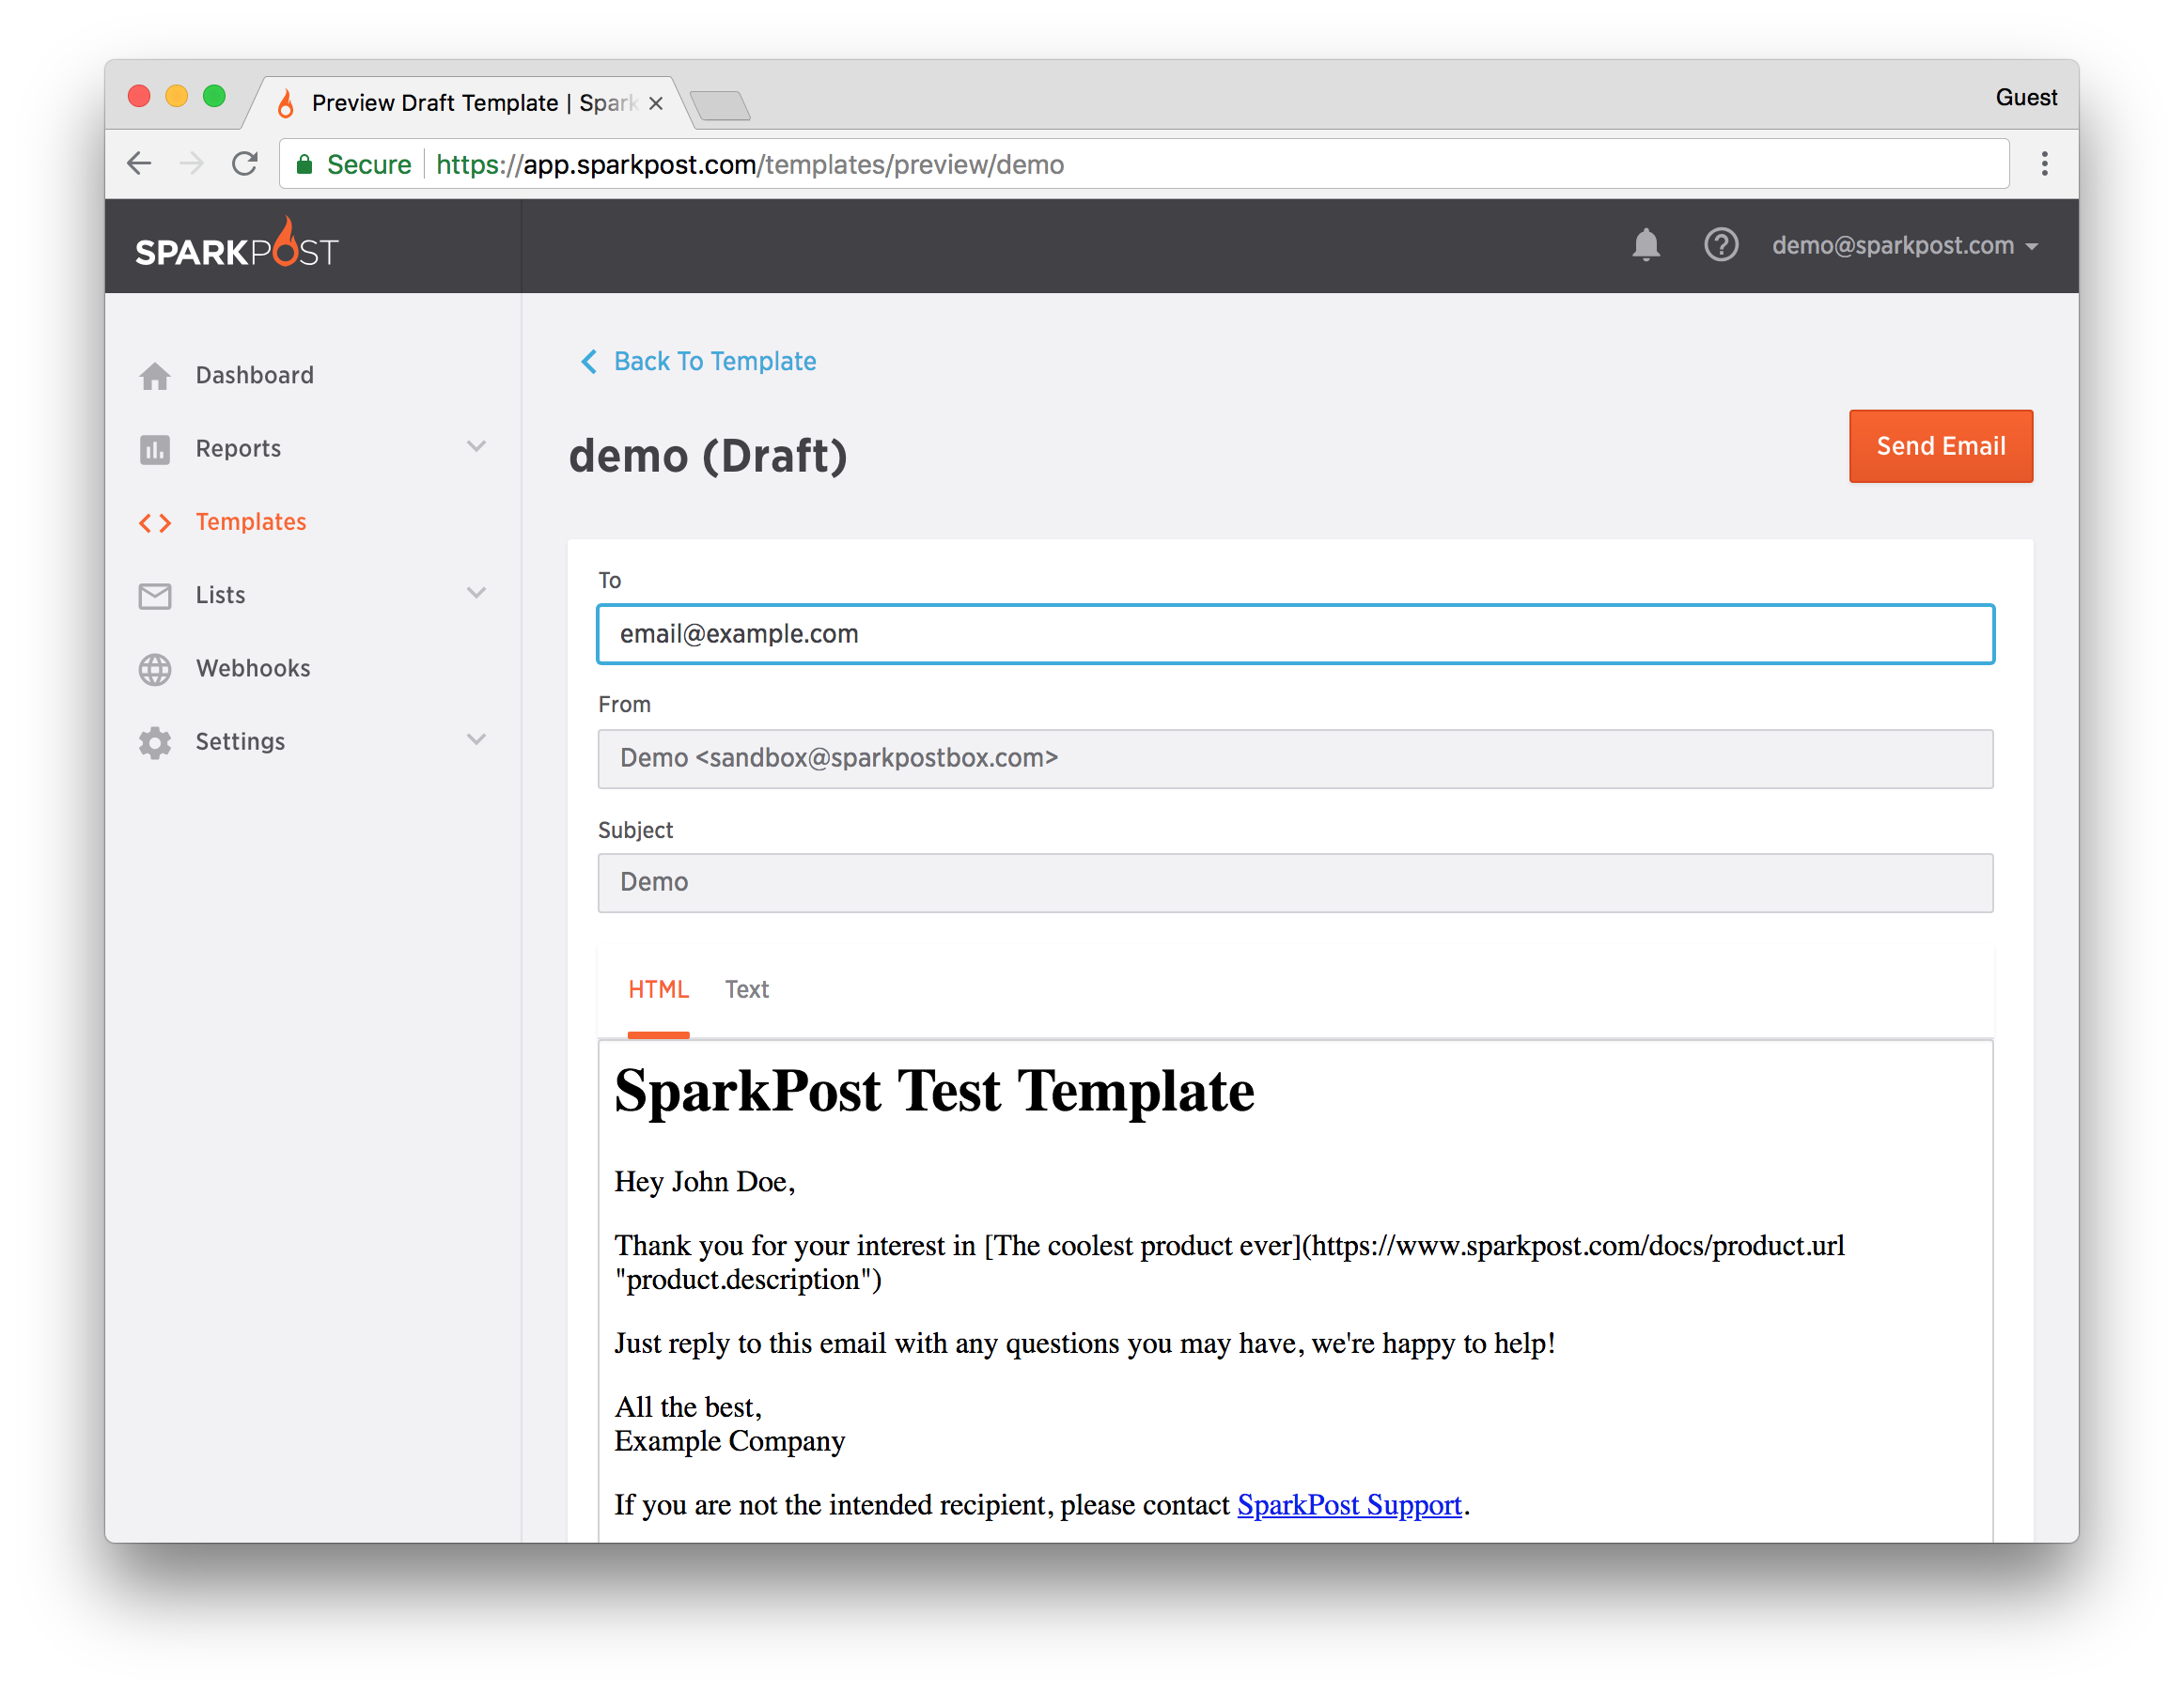 Preview Draft Template | Spark
Guest
Secure
https://app.sparkpost.com/templates/preview/demo
SPARKPOST
demo@sparkpost.com
Dashboard
Reports
Templates
Lists
Webhooks
Settings
Back To Template
demo (Draft)
Send Email
To
email@example.com
From
Demo <sandbox@sparkpostbox.com>
Subject
Demo
HTML
Text
SparkPost Test Template
Hey John Doe,
Thank you for your interest in [The coolest product ever](https://www.sparkpost.com/docs/product.url
"product.description")
Just reply to this email with any questions you may have, we're happy to help!
All the best,
Example Company
If you are not the intended recipient, please contact SparkPost Support.